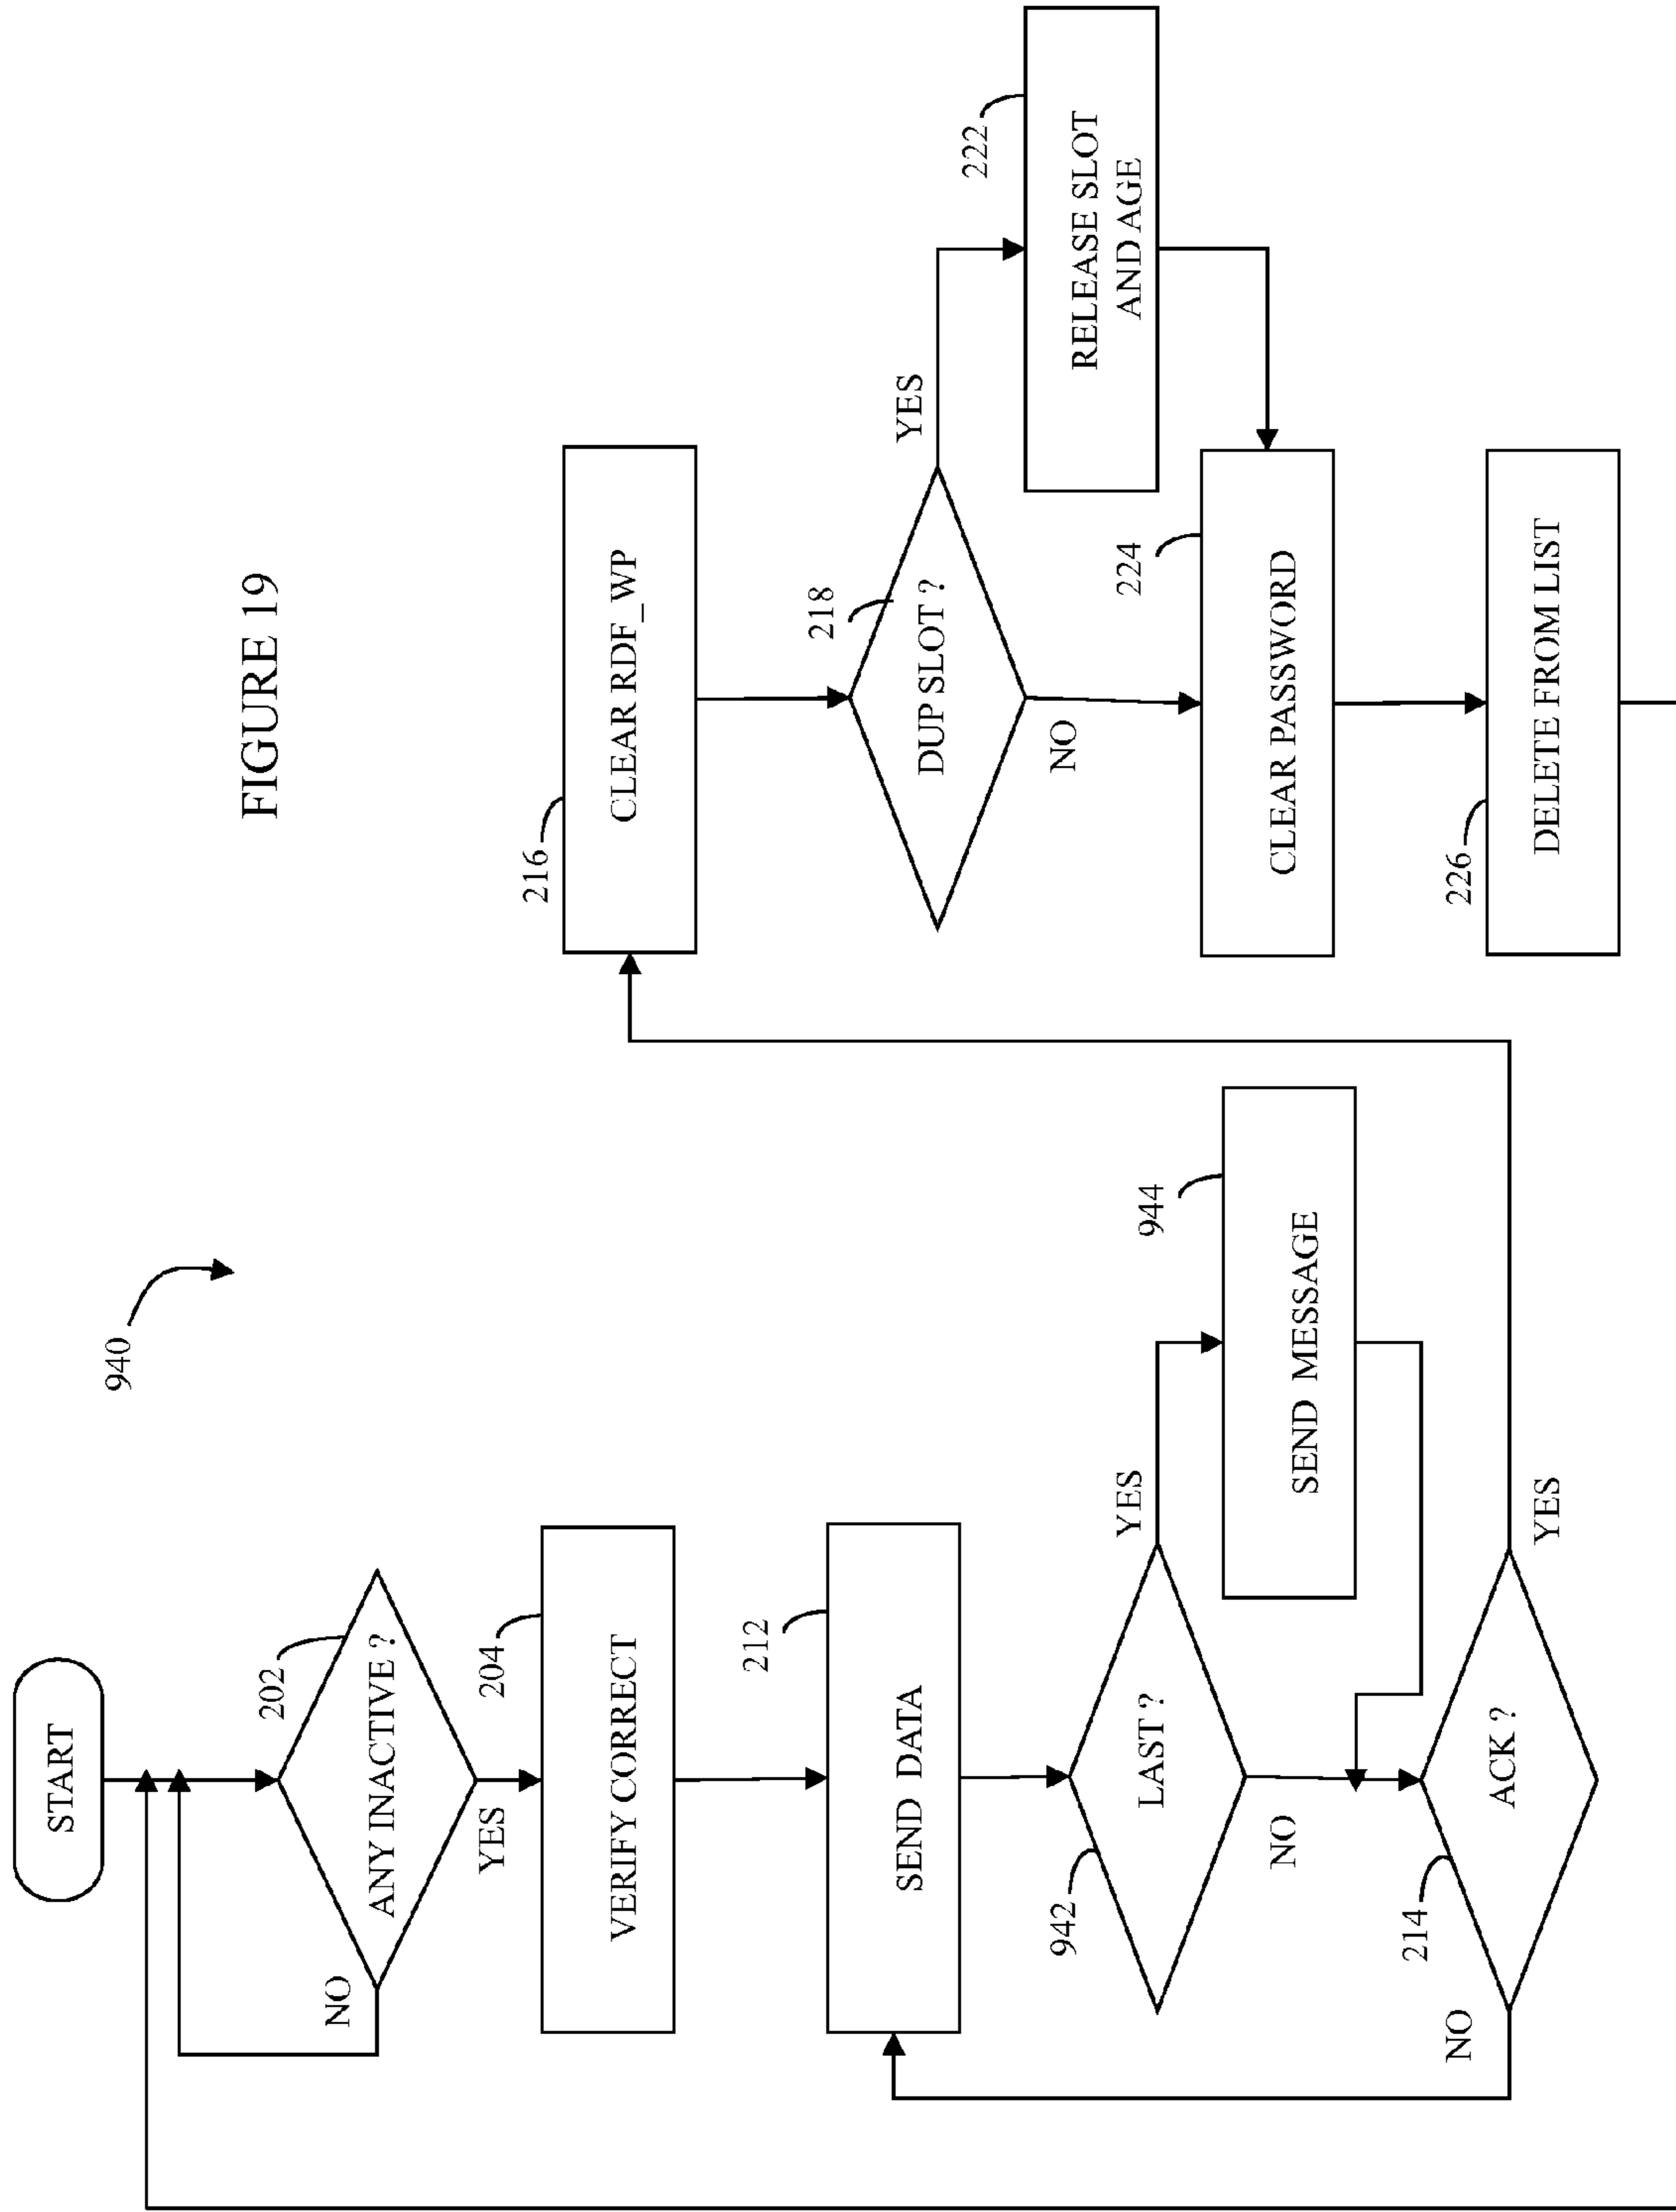 FIGURE 19
940
START
202
ANY INACTIVE ?
NO
YES
204
VERIFY CORRECT
212
SEND DATA
942
LAST ?
YES
NO
944
SEND MESSAGE
214
ACK ?
NO
YES
216
CLEAR RDF_WP
218
DUP SLOT ?
YES
NO
222
RELEASE SLOT
AND AGE
224
CLEAR PASSWORD
226
DELETE FROM LIST